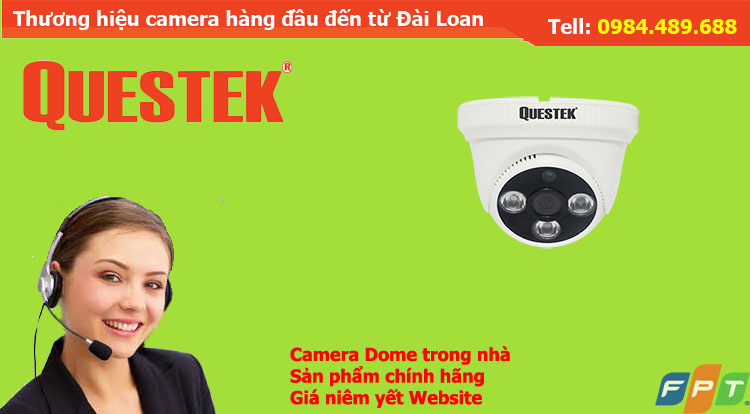 Thương hiệu camera hàng đầu đến từ Đài Loan
Tell: 0984.489.688
QUESTEK®
QUESTEK
Camera Dome trong nhà
Sản phẩm chính hãng
Giá niêm yết Website
FPT